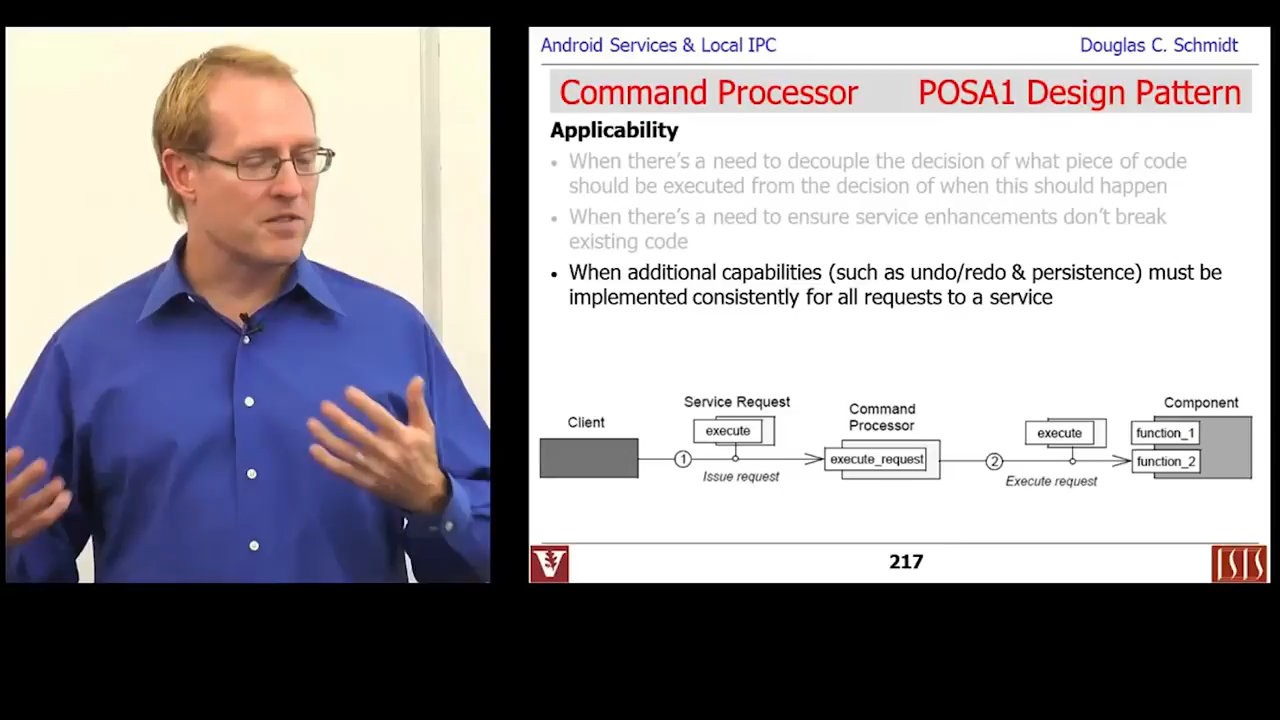 Android Services & Local IPC
Douglas C. Schmidt
Command Processor POSA1 Design Pattern
Applicability
• When there's a need to decouple the decision of what piece of code
should be executed from the decision of when this should happen
• When there's a need to ensure service enhancements don't break
existing code
• When additional capabilities (such as undo/redo & persistence) must be
implemented consistently for all requests to a service
Client
Service Request
execute
1
Issue request
Command
Processor
execute_request
2
execute
Execute request
Component
function_1
function_2
V
217
ISIS